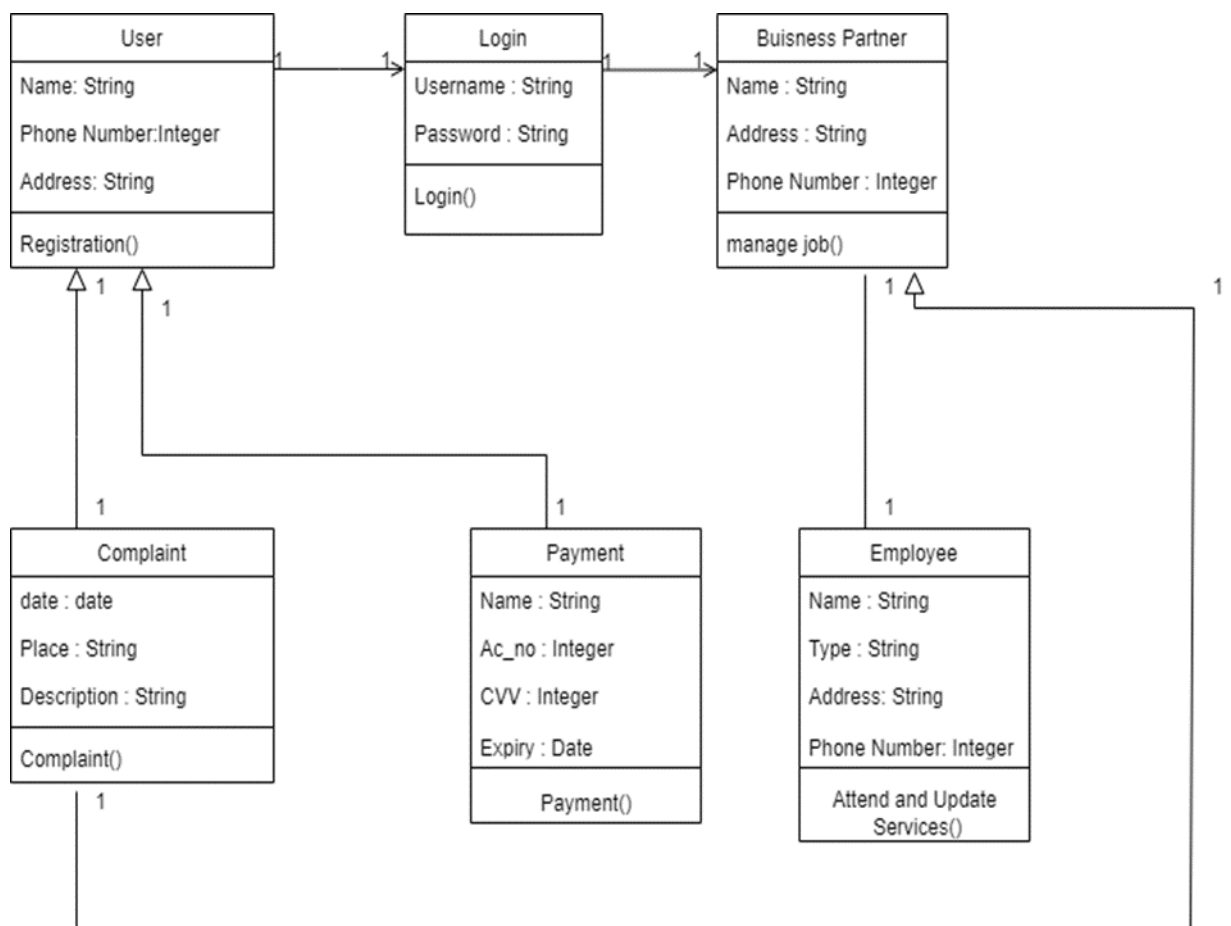 User
Name: String
Phone Number:Integer
Address: String
Registration()
1
1
Login
Username : String
Password : String
Login()
1
1
Buisness Partner
Name : String
Address : String
Phone Number : Integer
manage job()
1
1
1
1
1
1
1
Complaint
date : date
Place : String
Description : String
Complaint()
1
Payment
Name : String
Ac_no : Integer
CVV : Integer
Expiry : Date
Payment()
1
Employee
Name : String
Type : String
Address: String
Phone Number: Integer
Attend and Update
Services()